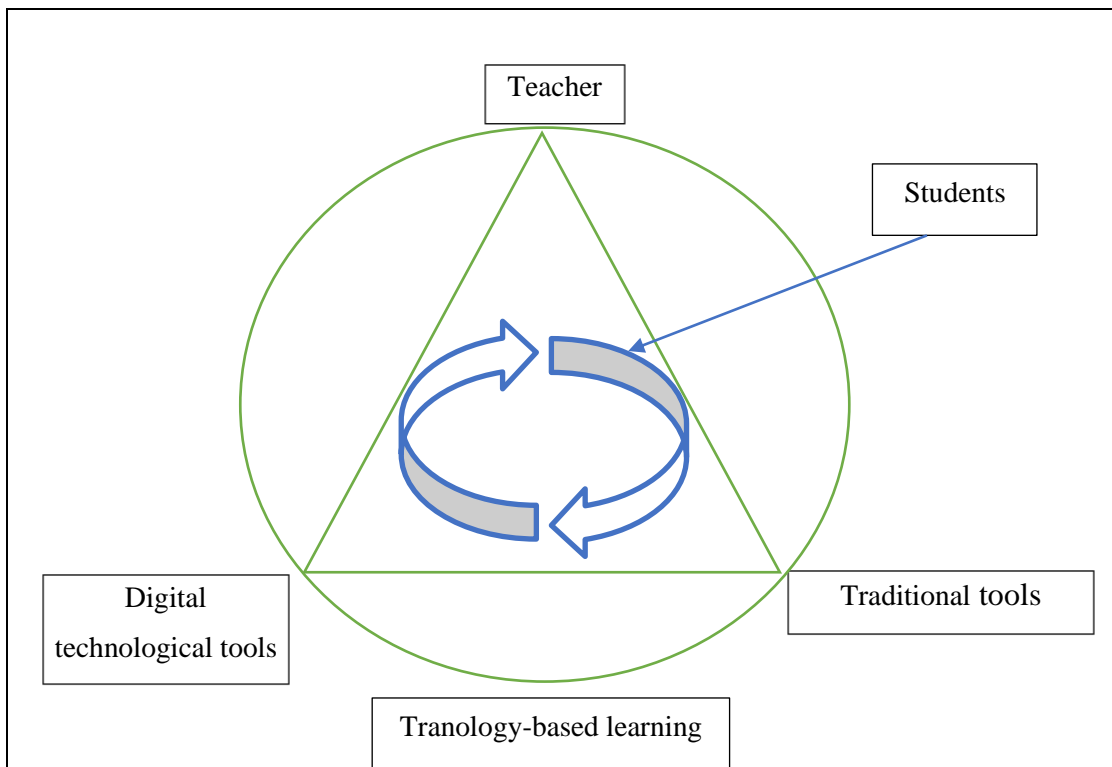 Teacher
Students
Digital
technological tools
Traditional tools
Tranology-based learning